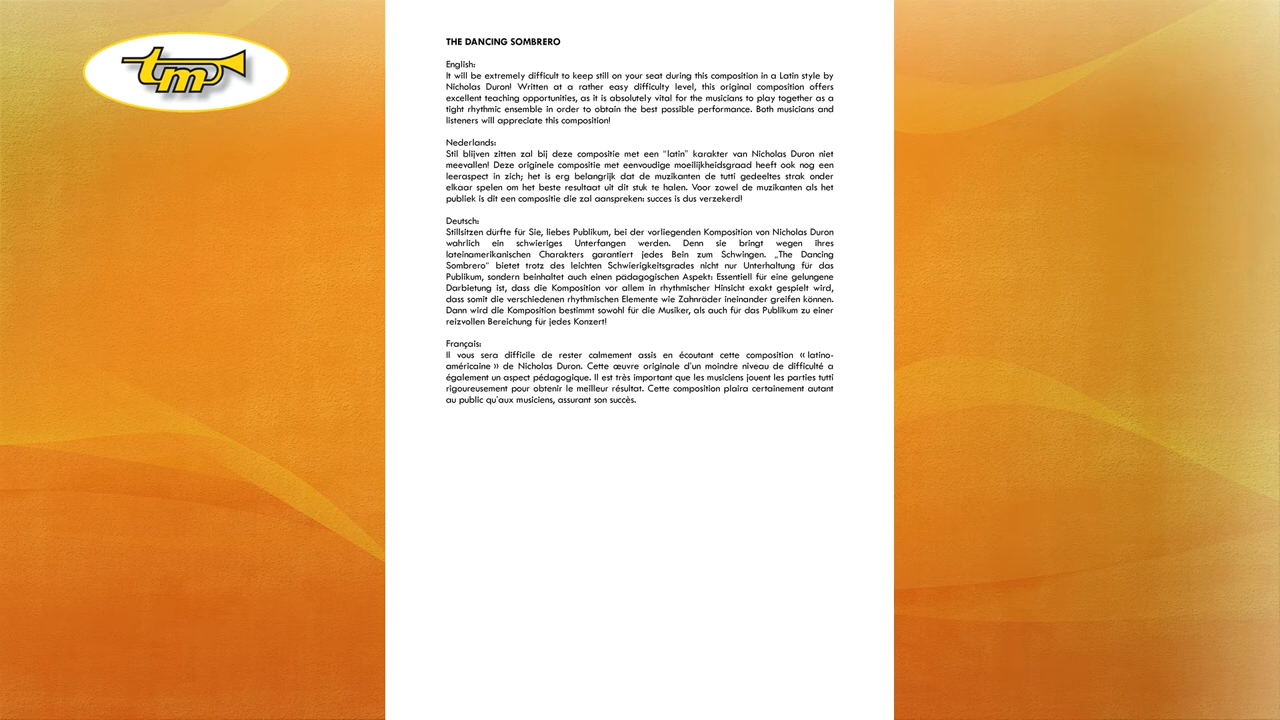 tm
THE DANCING SOMBRERO
English:
It will be extremely difficult to keep still on your seat during this composition in a Latin style by
Nicholas Duron! Written at a rather easy difficulty level, this original composition offers
excellent teaching opportunities, as it is absolutely vital for the musicians to play together as a
tight rhythmic ensemble in order to obtain the best possible performance. Both musicians and
listeners will appreciate this composition!
Nederlands:
Stil blijven zitten zal bij deze compositie met een "latin" karakter van Nicholas Duron niet
meevallen! Deze originele compositie met eenvoudige moeilijkheidsgraad heeft ook nog een
leeraspect in zich; het is erg belangrijk dat de muzikanten de tutti gedeeltes strak onder
elkaar spelen om het beste resultaat uit dit stuk te halen. Voor zowel de muzikanten als het
publiek is dit een compositie die zal aanspreken: succes is dus verzekerd!
Deutsch:
Stillsitzen dürfte für Sie, liebes Publikum, bei der vorliegenden Komposition von Nicholas Duron
wahrlich ein schwieriges Unterfangen werden. Denn sie bringt wegen ihres
lateinamerikanischen Charakters garantiert jedes Bein zum Schwingen. „The Dancing
Sombrero" bietet trotz des leichten Schwierigkeitsgrades nicht nur Unterhaltung für das
Publikum, sondern beinhaltet auch einen pädagogischen Aspekt: Essentiell für eine gelungene
Darbietung ist, dass die Komposition vor allem in rhythmischer Hinsicht exakt gespielt wird,
dass somit die verschiedenen rhythmischen Elemente wie Zahnräder ineinander greifen können.
Dann wird die Komposition bestimmt sowohl für die Musiker, als auch für das Publikum zu einer
reizvollen Bereichung für jedes Konzert!
Français:
Il vous sera difficile de rester calmement assis en écoutant cette composition « latino-
américaine » de Nicholas Duron. Cette œuvre originale d'un moindre niveau de difficulté a
également un aspect pédagogique. Il est très important que les musiciens jouent les parties tutti
rigoureusement pour obtenir le meilleur résultat. Cette composition plaira certainement autant
au public qu'aux musiciens, assurant son succès.